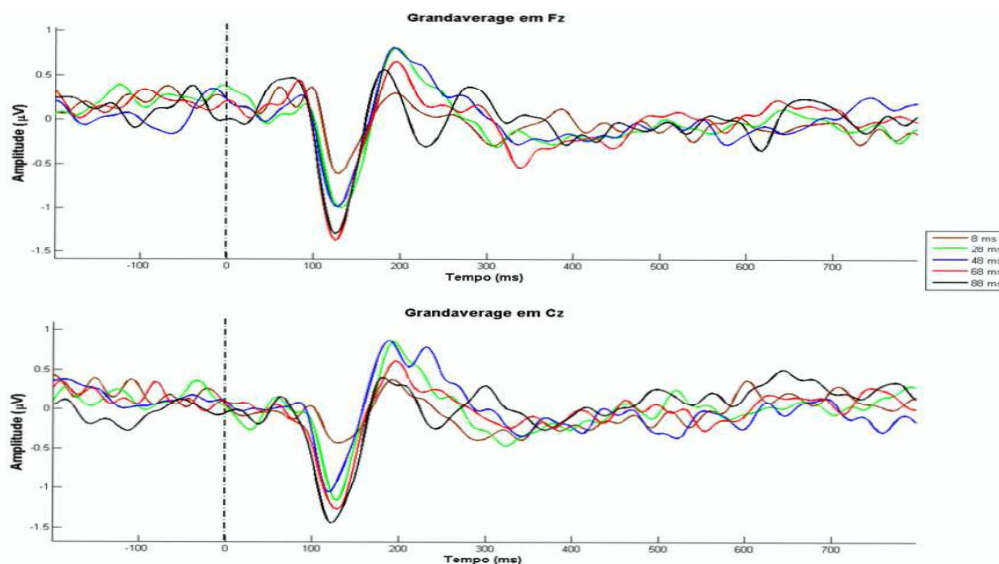 Grandaverage em Fz
1
0.5
0
-0.5
-1
-1.5
Amplitude (µV)
-100 0 100 200 300 400 500 600 700
Tempo (ms)
8 ms
28 ms
48 ms
68 ms
88 ms
Grandaverage em Cz
1
0.5
0
-0.5
-1
-1.5
Amplitude (µV)
-100 0 100 200 300 400 500 600 700
Tempo (ms)